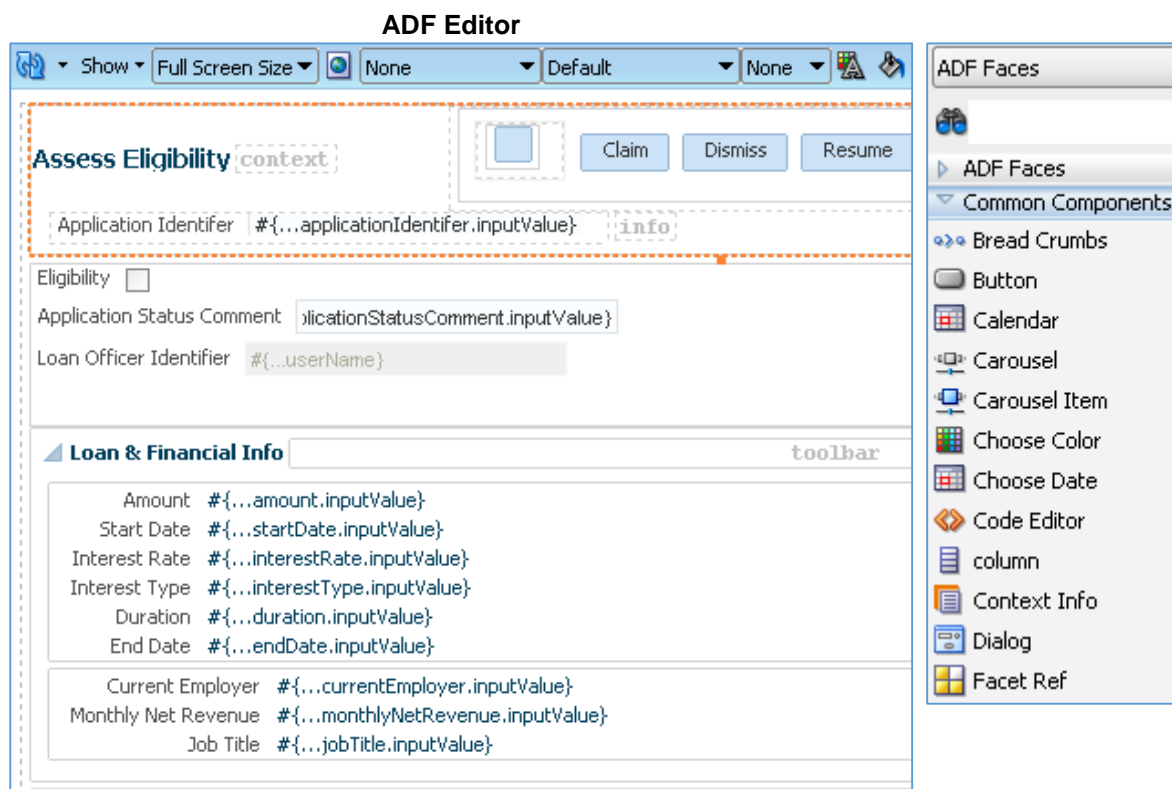 ADF Editor
Show Full Screen Size None Default None
Assess Eligibility context Claim Dismiss Resume
Application Identifer #{...applicationIdentifer.inputValue} info
Eligibility
Application Status Comment plicationStatusComment.inputValue}
Loan Officer Identifier #{...userName}
Loan & Financial Info toolbar
Amount #{...amount.inputValue}
Start Date #{...startDate.inputValue}
Interest Rate #{...interestRate.inputValue}
Interest Type #{...interestType.inputValue}
Duration #{...duration.inputValue}
End Date #{...endDate.inputValue}
Current Employer #{...currentEmployer.inputValue}
Monthly Net Revenue #{...monthlyNetRevenue.inputValue}
Job Title #{...jobTitle.inputValue}
ADF Faces
ADF Faces
Common Components
Bread Crumbs
Button
Calendar
Carousel
Carousel Item
Choose Color
Choose Date
Code Editor
column
Context Info
Dialog
Facet Ref